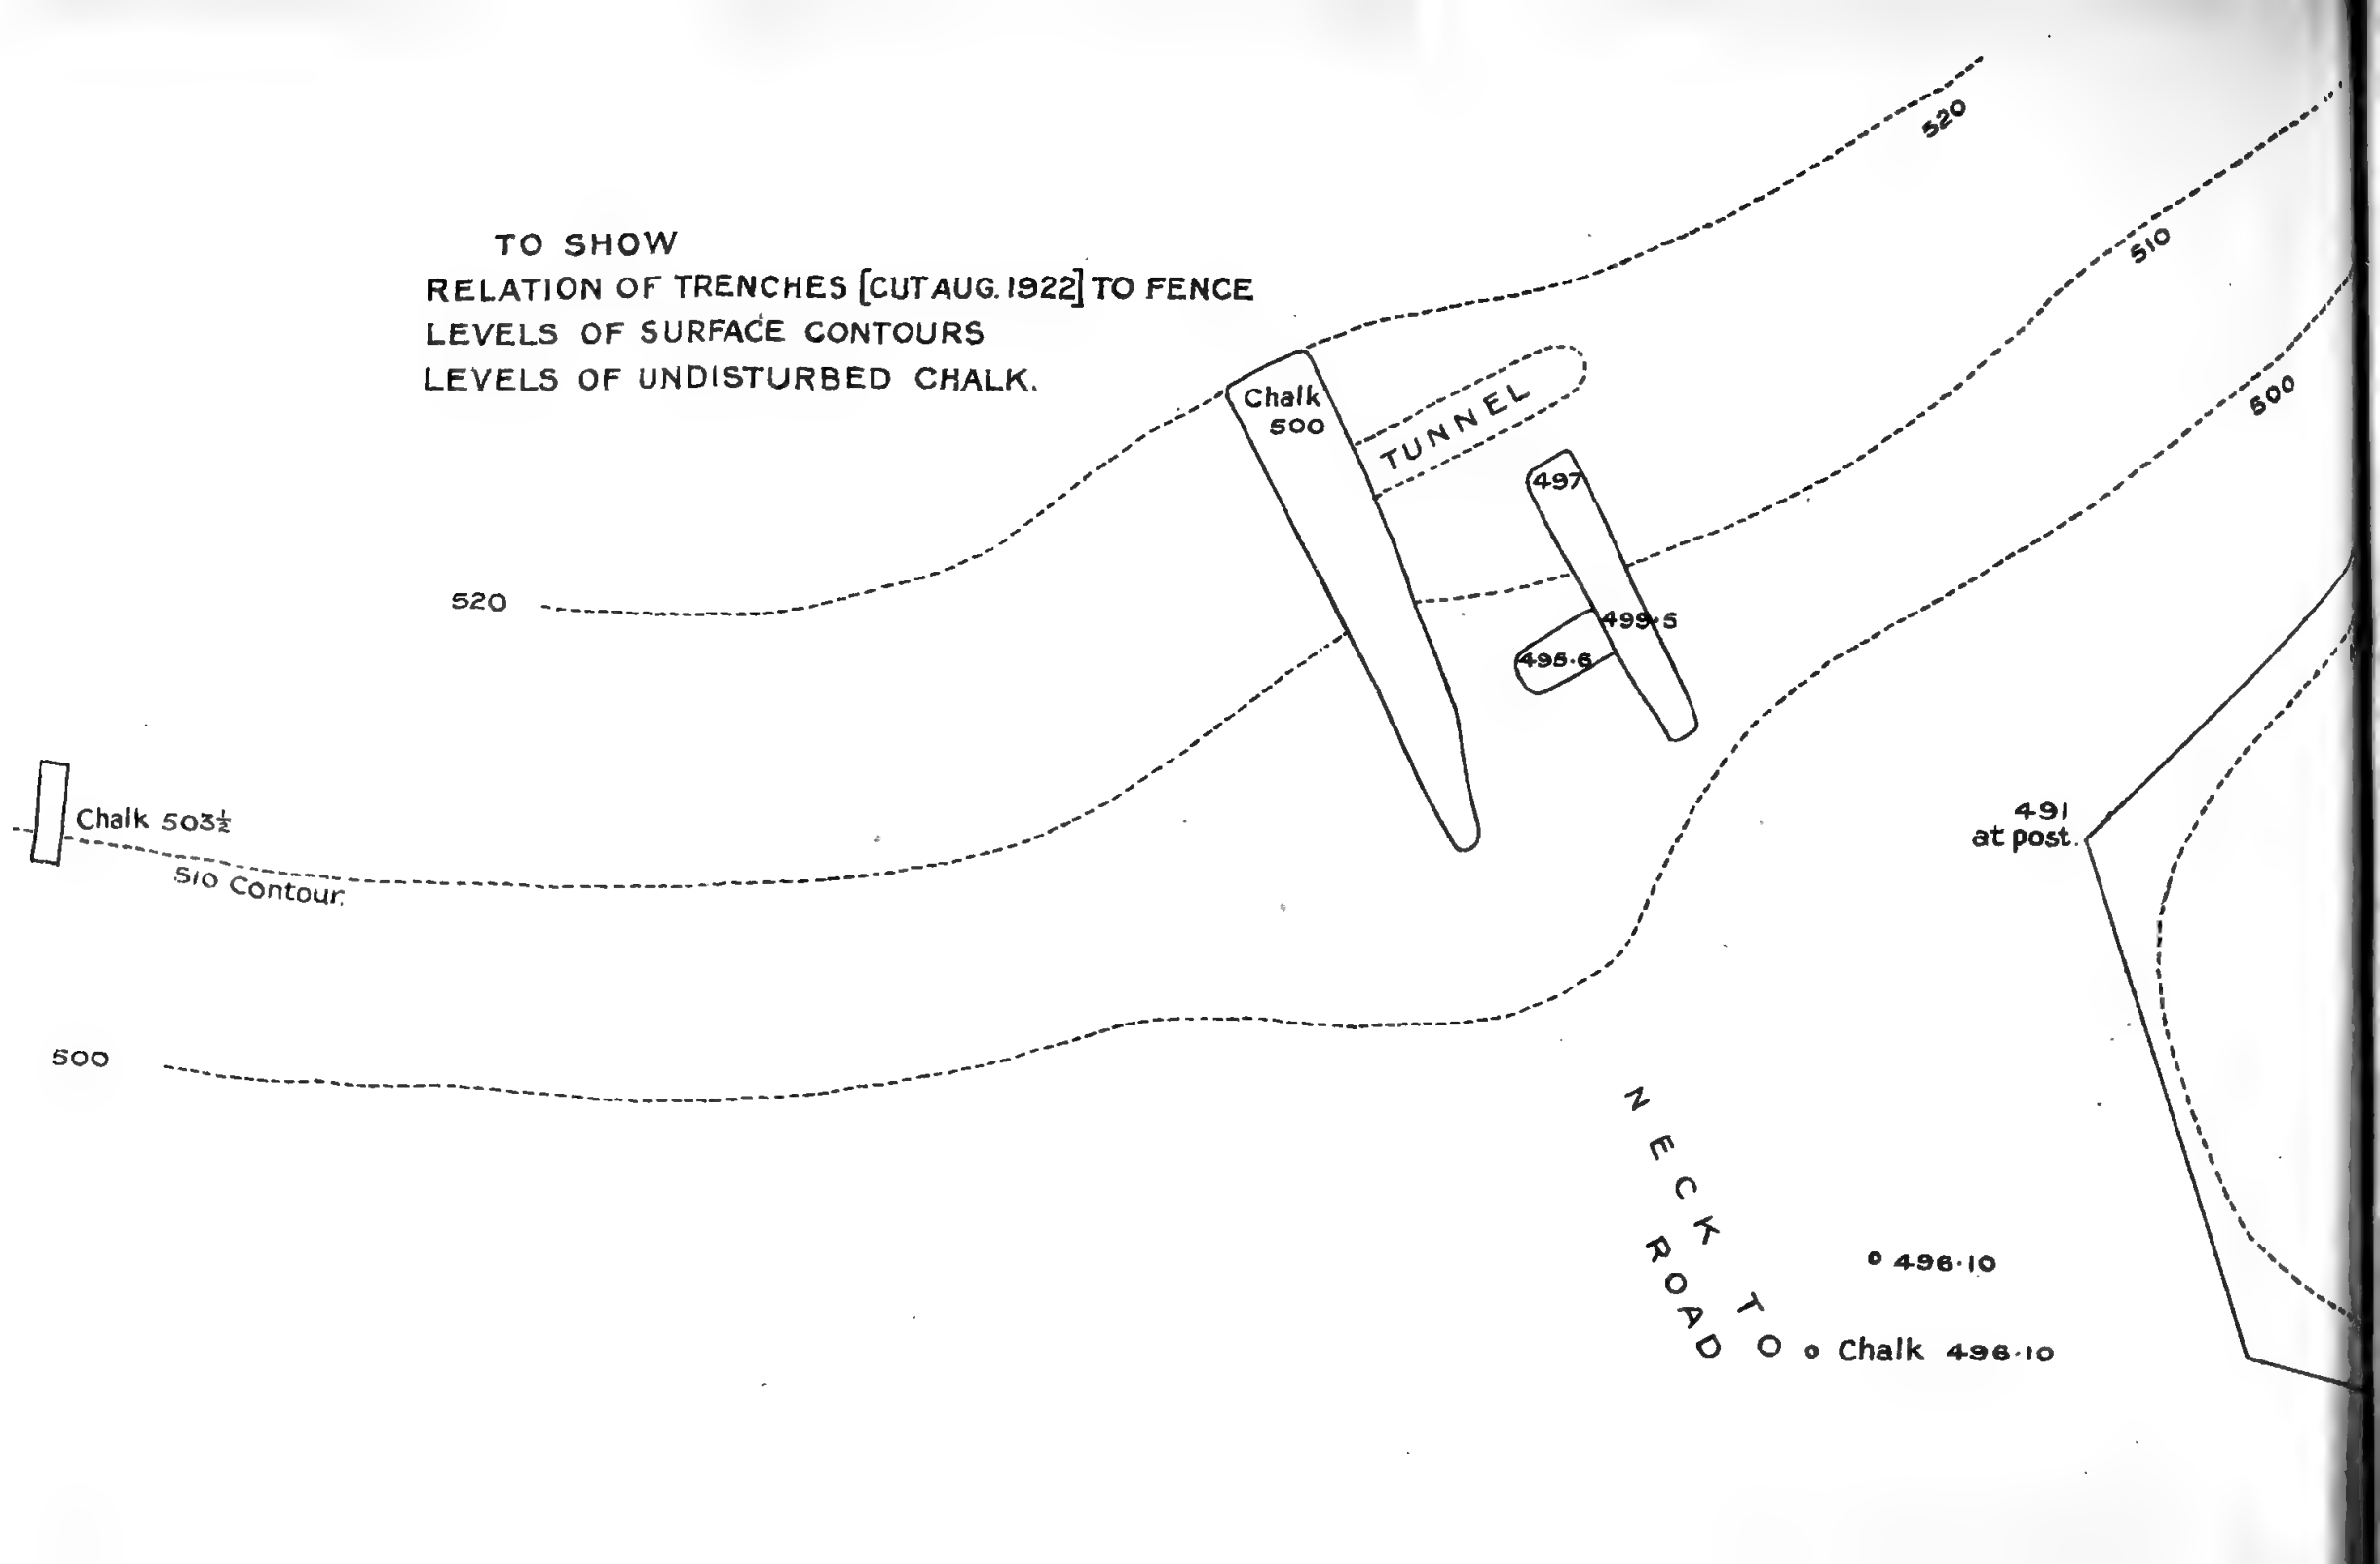 TO SHOW
RELATION OF TRENCHES [CUT AUG. 1922] TO FENCE
LEVELS OF SURFACE CONTOURS
LEVELS OF UNDISTURBED CHALK.
520
510
500
Chalk
500
TUNNEL
497
520
499.5
495.6
Chalk 503½
510 Contour.
491
at post.
500
NECK TO
ROAD
496.10
Chalk 496.10